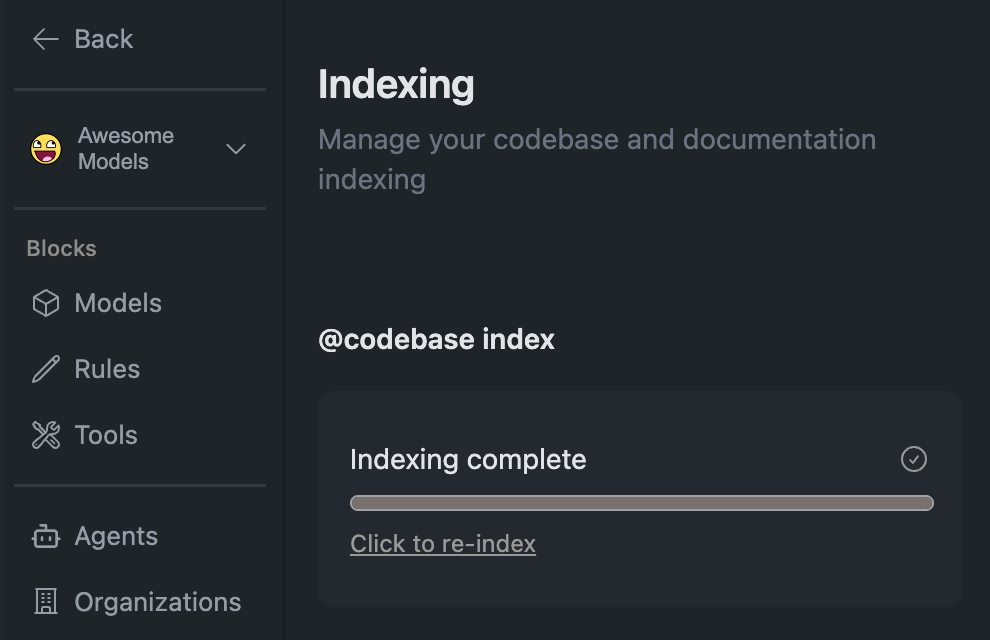 Back
Awesome
Models
Blocks
Models
Rules
Tools
Agents
Organizations
Indexing
Manage your codebase and documentation
indexing
@codebase index
Indexing complete
Click to re-index